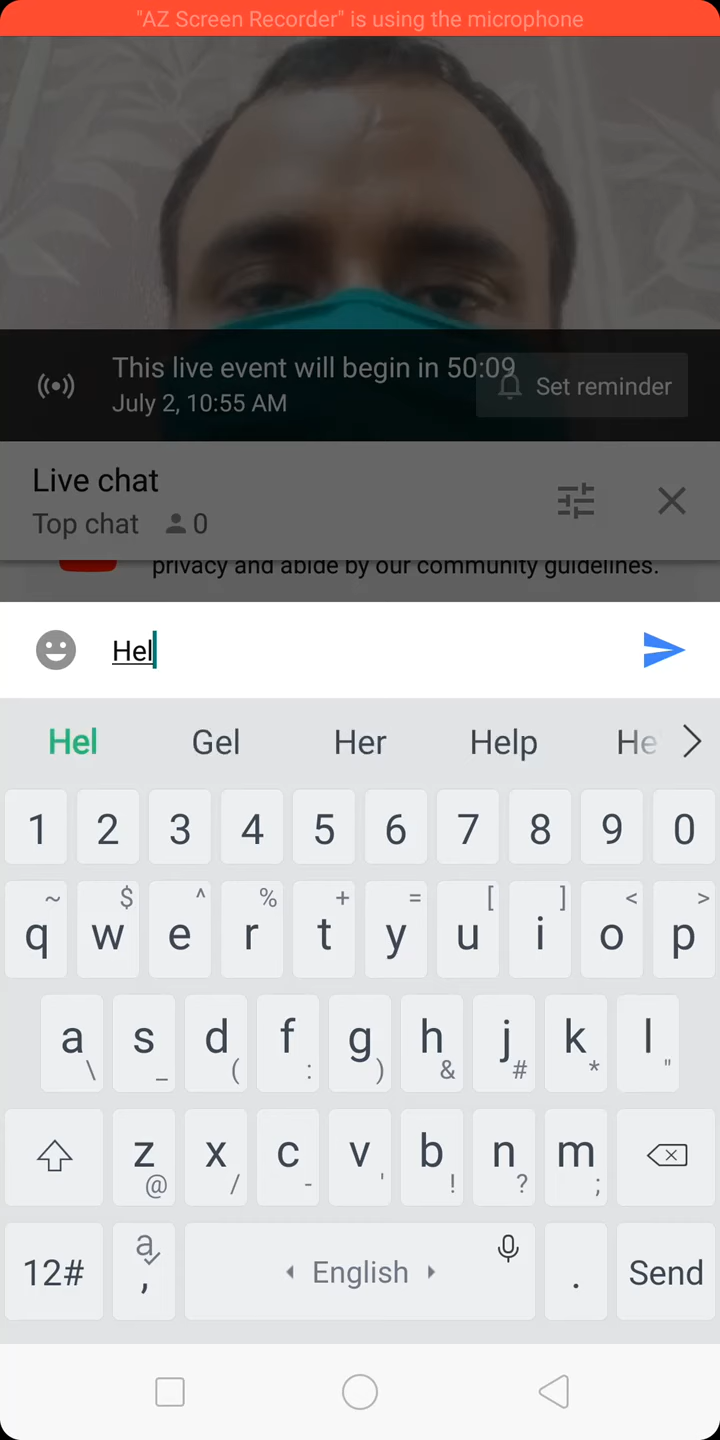 "AZ Screen Recorder" is using the microphone
This live event will begin in 50:09
July 2, 10:55 AM
Set reminder
Live chat
Top chat 0
privacy and abide by our community guidelines.
Hel
Hel Gel Her Help He
1 2 3 4 5 6 7 8 9 0
~ $ ^ % + = [ ] < >
q w e r t y u i o p
a s d f g h j k l
\ _ ( : ) & # * "
z x c v b n m
@ / - ' ! ? ;
12# a , English . Send